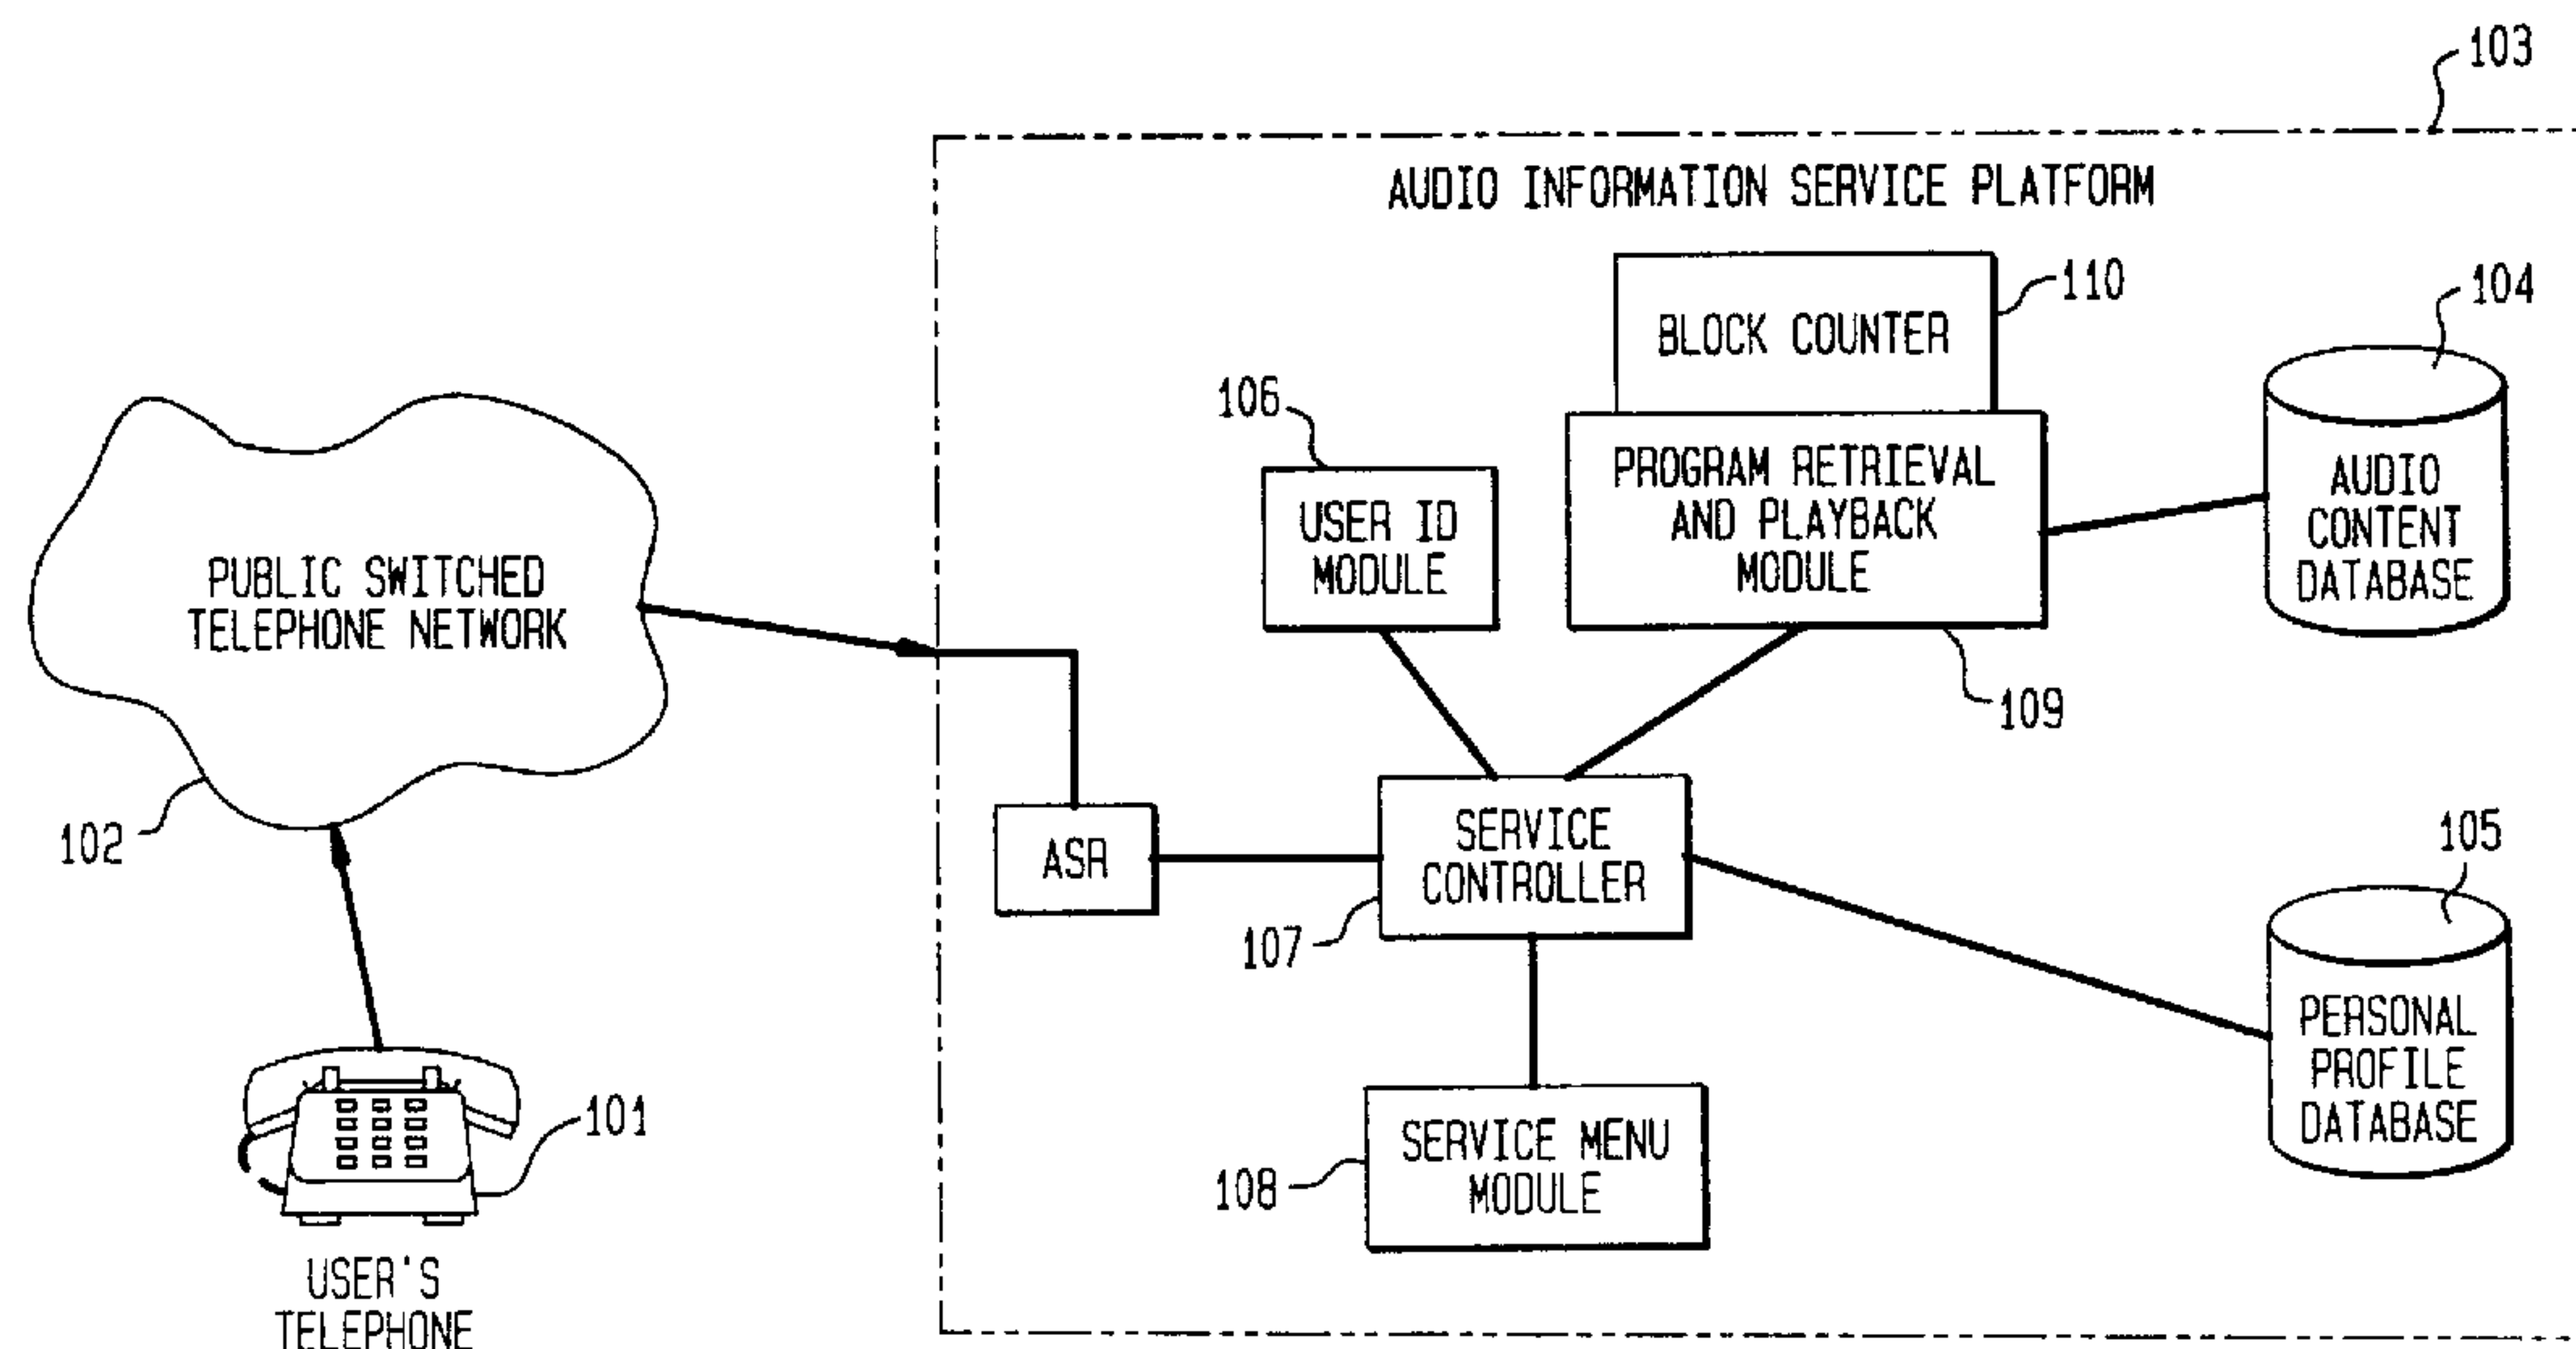 103
AUDIO INFORMATION SERVICE PLATFORM
110
BLOCK COUNTER
104
106
PROGRAM RETRIEVAL
AND PLAYBACK
MODULE
AUDIO
CONTENT
DATABASE
USER ID
MODULE
PUBLIC SWITCHED
TELEPHONE NETWORK
109
102
ASR
SERVICE
CONTROLLER
105
107
PERSONAL
PROFILE
DATABASE
101
SERVICE MENU
MODULE
108
USER'S
TELEPHONE